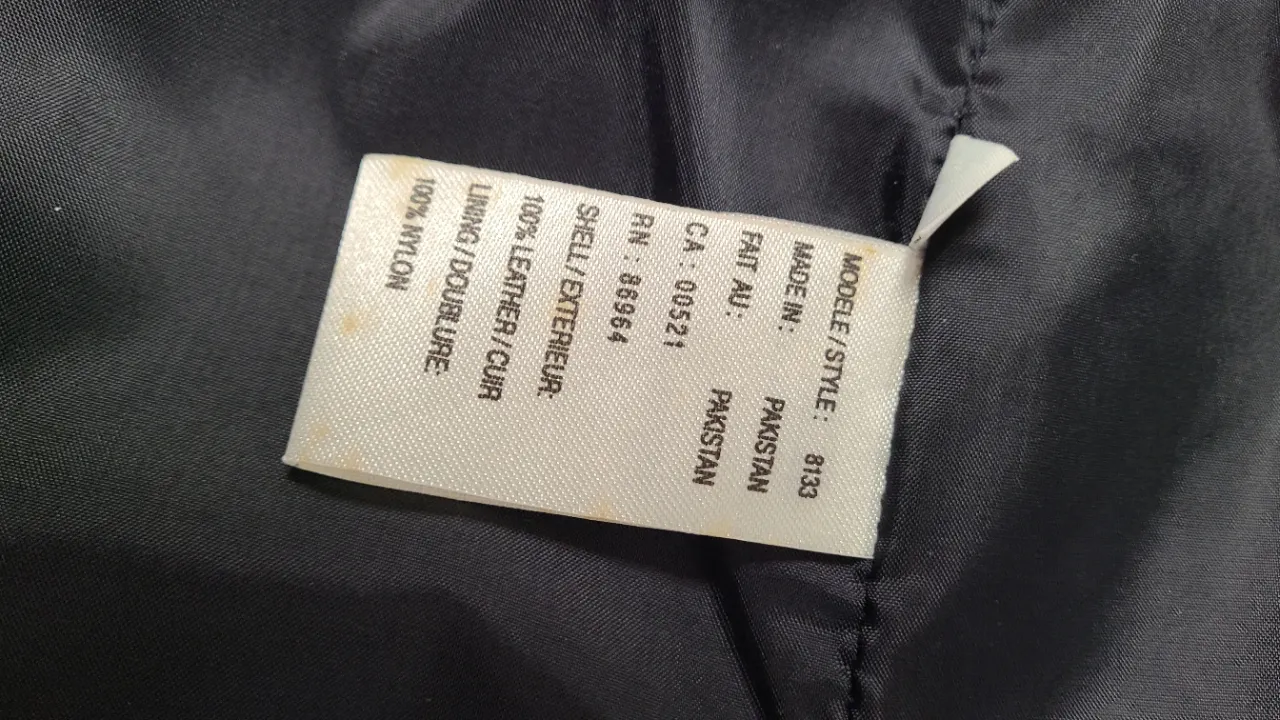 MODELE / STYLE : 8133
MADE IN : PAKISTAN
FAIT AU : PAKISTAN
CA : 00521
RN : 86964
SHELL / EXTERIEUR:
100% LEATHER / CUIR
LINING / DOUBLURE:
100% NYLON